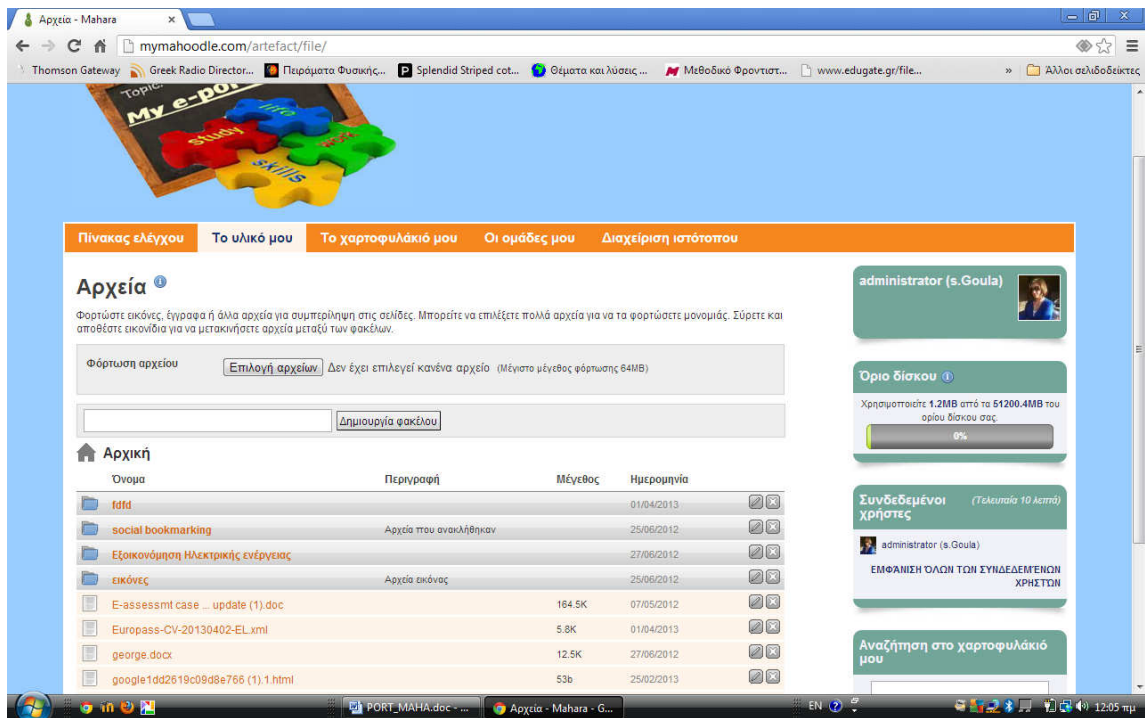 Αρχεία - Mahara
mymahoodle.com/artefact/file/
Thomson Gateway Greek Radio Director... Πειράματα Φυσικής,... Splendid Striped cot... Θέματα και λύσεις ... Μεθοδικό Φροντιστ... www.edugate.gr/file... » Άλλοι σελιδοδείκτες
Topic:
My e-por
study life work
skills
Πίνακας ελέγχου Το υλικό μου Το χαρτοφυλάκιό μου Οι ομάδες μου Διαχείριση ιστότοπου
Αρχεία
Φορτώστε εικόνες, έγγραφα ή άλλα αρχεία για συμπερίληψη στις σελίδες. Μπορείτε να επιλέξετε πολλά αρχεία για να τα φορτώσετε μονομιάς. Σύρετε και
αποθέστε εικονίδια για να μετακινήσετε αρχεία μεταξύ των φακέλων.
Φόρτωση αρχείου Επιλογή αρχείων Δεν έχει επιλεγεί κανένα αρχείο (Μέγιστο μέγεθος φόρτωσης 64MB)
Δημιουργία φακέλου
Αρχική
Όνομα Περιγραφή Μέγεθος Ημερομηνία
fdfd 01/04/2013
social bookmarking Αρχεία που ανακλήθηκαν 25/06/2012
Εξοικονόμηση Ηλεκτρικής ενέργειας 27/06/2012
εικόνες Αρχεία εικόνας 25/06/2012
E-assessmt case ... update (1).doc 164.5K 07/05/2012
Europass-CV-20130402-EL.xml 5.8K 01/04/2013
george.docx 12.5K 27/06/2012
google1dd2619c09d8e766 (1).1.html 53b 25/02/2013
administrator (s.Goula)
Όριο δίσκου
Χρησιμοποιείτε 1.2MB από τα 51200.4MB του
ορίου δίσκου σας.
0%
Συνδεδεμένοι (Τελευταία 10 λεπτά)
χρήστες
administrator (s.Goula)
ΕΜΦΆΝΙΣΗ ΌΛΩΝ ΤΩΝ ΣΥΝΔΕΔΕΜΈΝΩΝ
ΧΡΗΣΤΏΝ
Αναζήτηση στο χαρτοφυλάκιό
μου
PORT_MAHA.doc - ... Αρχεία - Mahara - G... EN 12:05 πμ